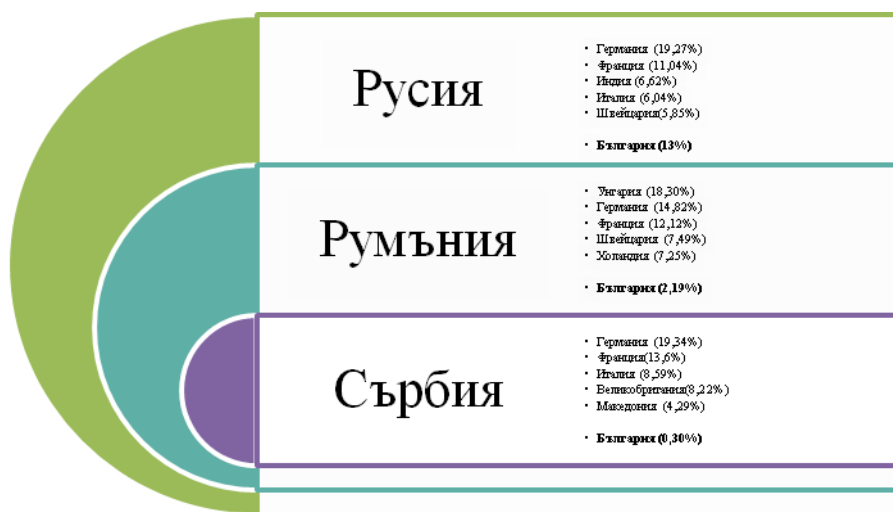 Русия
• Германия (19,27%)
• Франция (11,04%)
• Индия (6,62%)
• Италия (6,04%)
• Швейцария(5,85%)
• България (13%)
Румъния
• Унгария (18,30%)
• Германия (14,82%)
• Франция (12,12%)
• Швейцария (7,49%)
• Холандия (7,25%)
• България (2,19%)
Сърбия
• Германия (19,34%)
• Франция(13,6%)
• Италия (8,59%)
• Великобритания(8,22%)
• Македония (4,29%)
• България (0,30%)